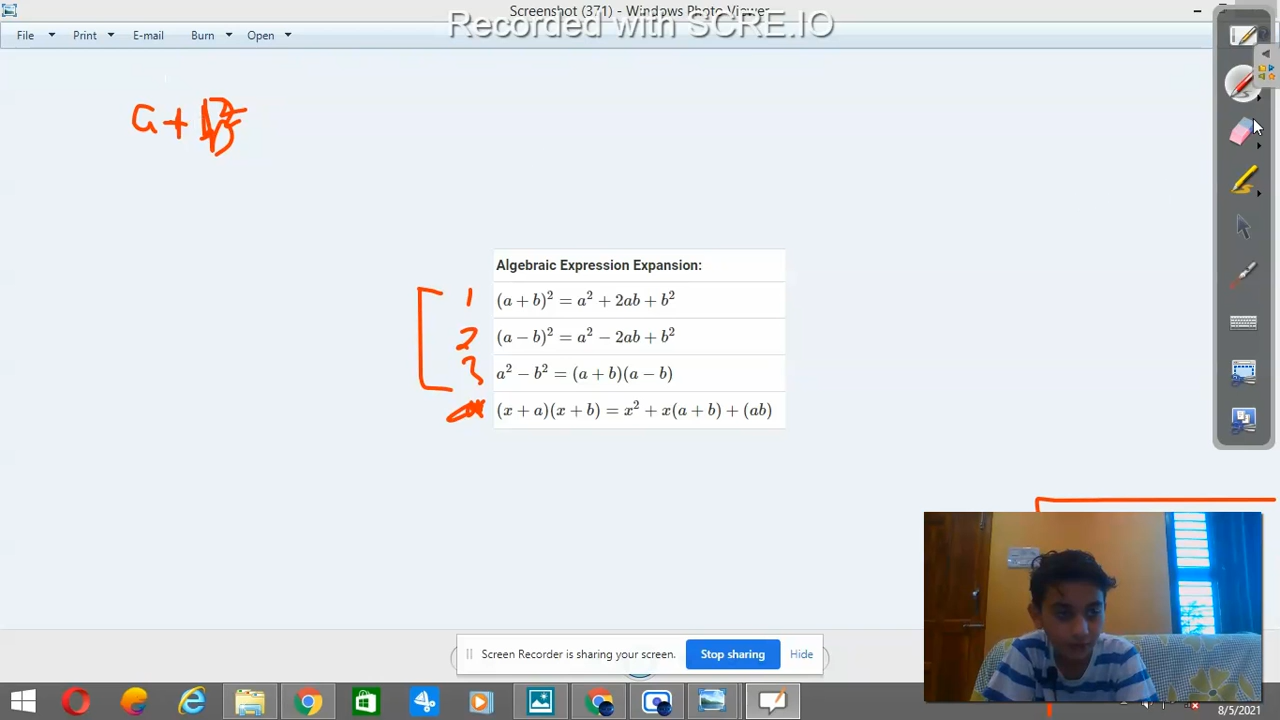 Screenshot (371) - Windows Photo Viewer
Recorded with SCRE.IO
File Print E-mail Burn Open
a +
Algebraic Expression Expansion:
1 (a + b)² = a² + 2ab + b²
2 (a − b)² = a² − 2ab + b²
3 a² − b² = (a + b)(a − b)
(x + a)(x + b) = x² + x(a + b) + (ab)
Screen Recorder is sharing your screen. Stop sharing Hide
8/5/2021